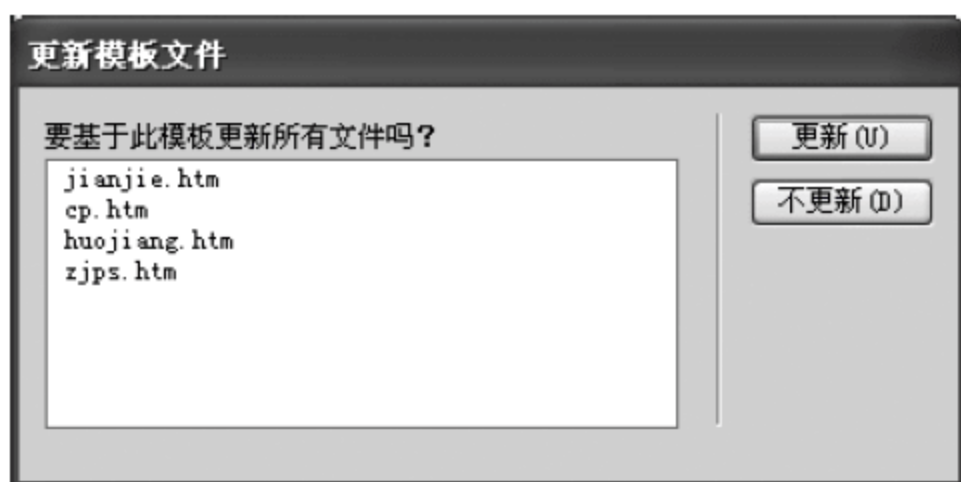 更新模板文件
要基于此模板更新所有文件吗?
jianjie.htm
cp.htm
huojiang.htm
zjps.htm
更新(U)
不更新(D)